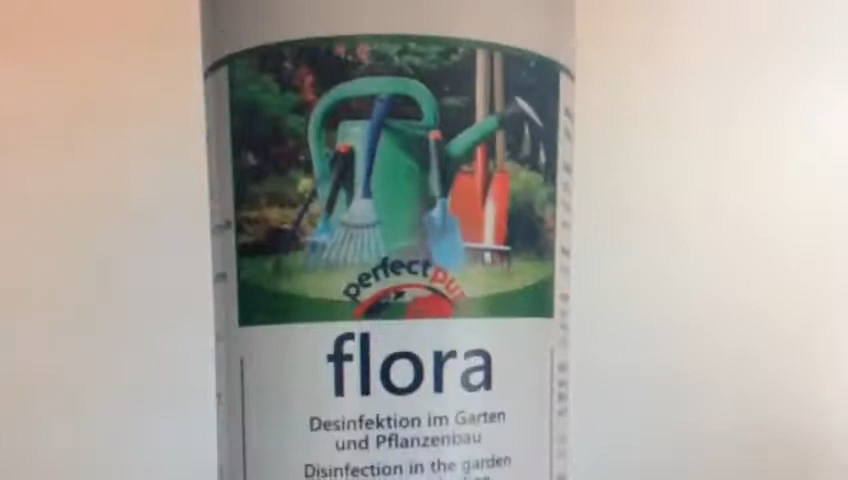 perfectpur
flora
Desinfektion im Garten
und Pflanzenbau
Disinfection in the garden